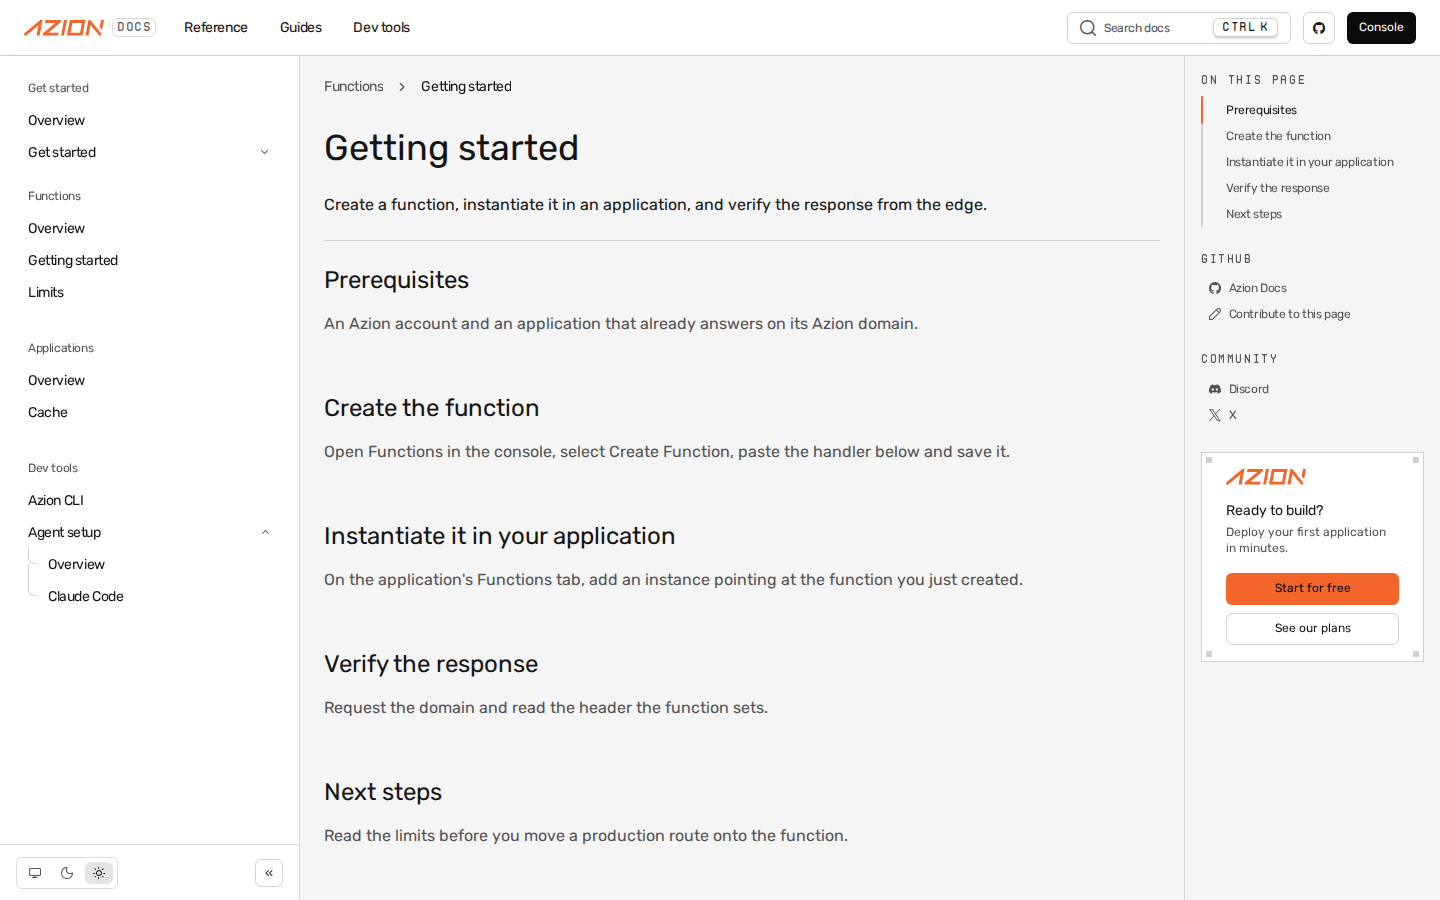 AZION DOCS Reference Guides Dev tools Search docs CTRL K Console
Get started
Overview
Get started
Functions
Overview
Getting started
Limits
Applications
Overview
Cache
Dev tools
Azion CLI
Agent setup
Overview
Claude Code
Functions Getting started
Getting started
Create a function, instantiate it in an application, and verify the response from the edge.
Prerequisites
An Azion account and an application that already answers on its Azion domain.
Create the function
Open Functions in the console, select Create Function, paste the handler below and save it.
Instantiate it in your application
On the application's Functions tab, add an instance pointing at the function you just created.
Verify the response
Request the domain and read the header the function sets.
Next steps
Read the limits before you move a production route onto the function.
ON THIS PAGE
Prerequisites
Create the function
Instantiate it in your application
Verify the response
Next steps
GITHUB
Azion Docs
Contribute to this page
COMMUNITY
Discord
X
AZION
Ready to build?
Deploy your first application
in minutes.
Start for free
See our plans